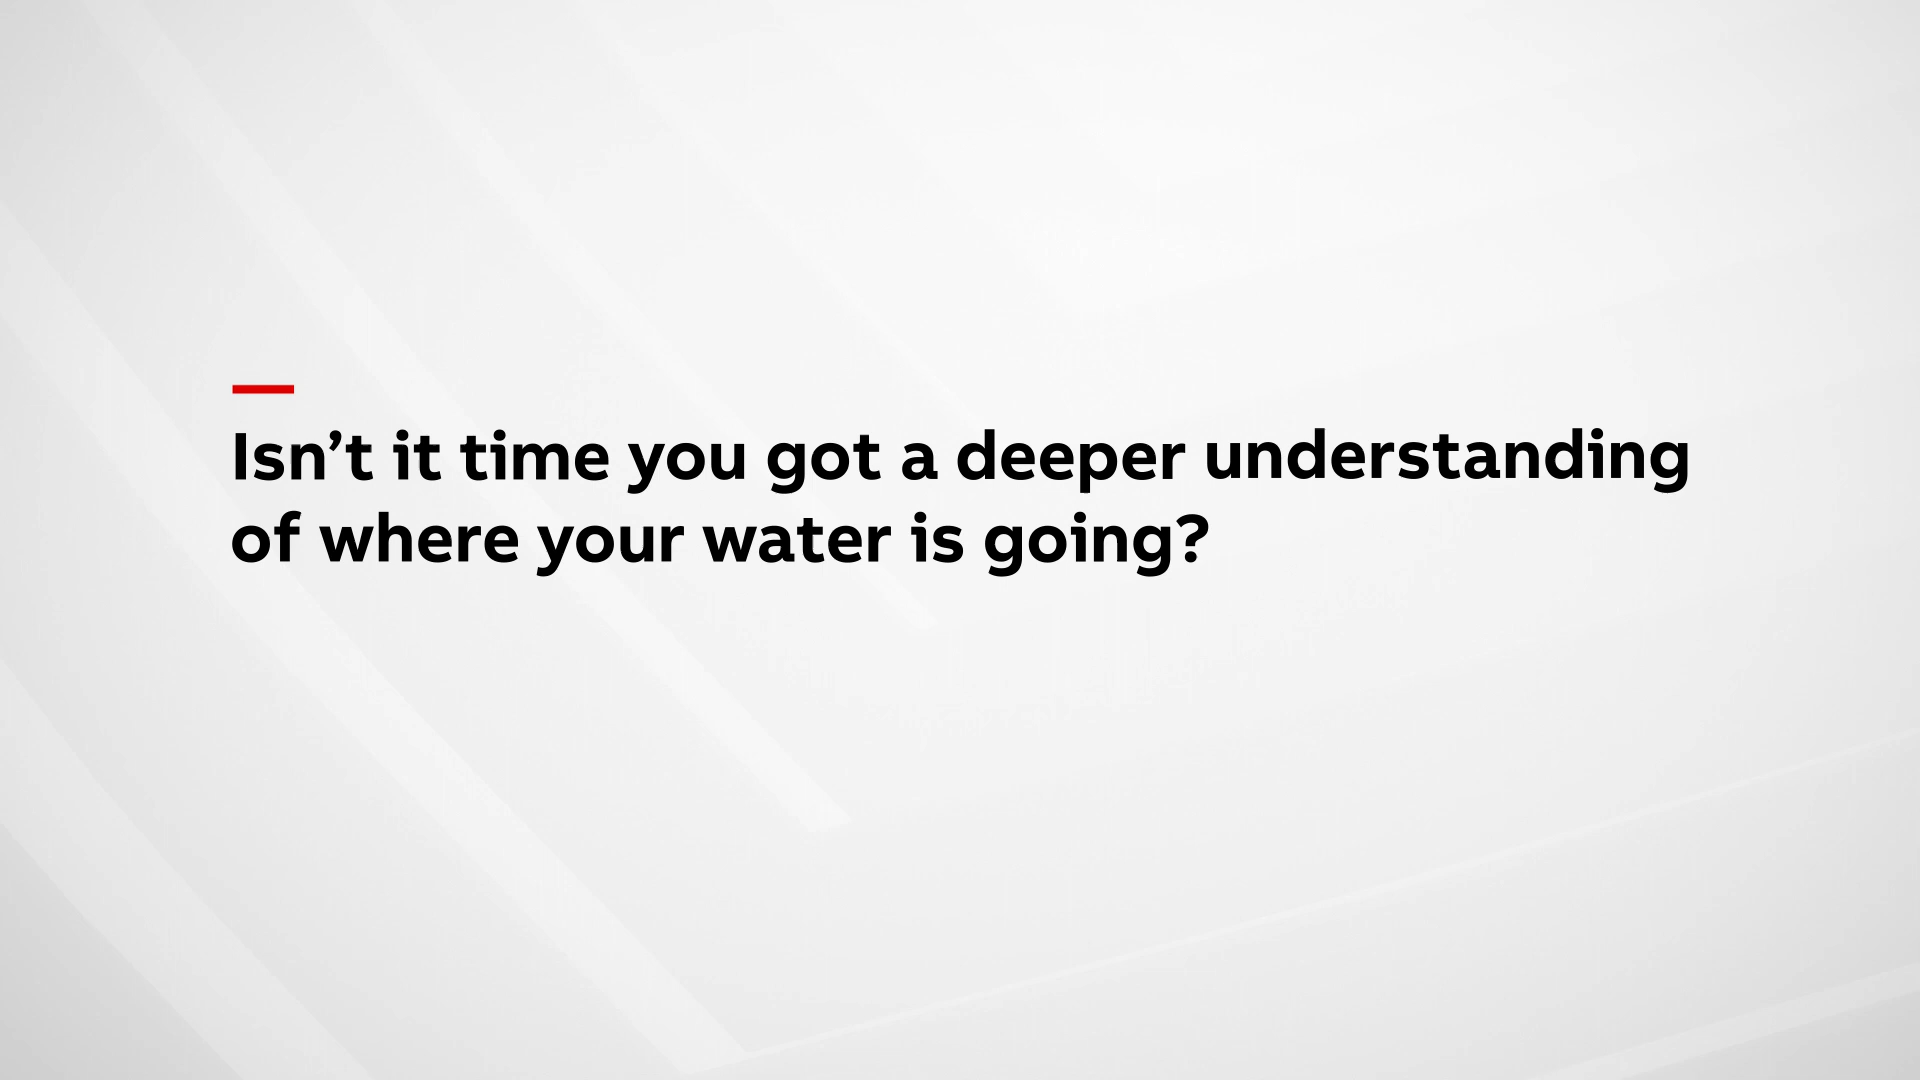 Isn’t it time you got a deeper understanding
of where your water is going?